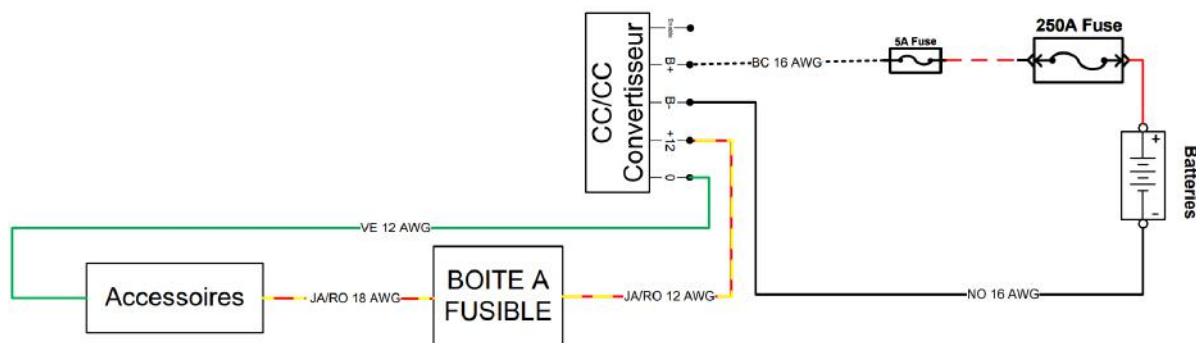 CC/CC
Convertisseur
Enable
B+
B-
+12
0
BC 16 AWG
5A Fuse
250A Fuse
+
-
Batteries
VE 12 AWG
Accessoires
JA/RO 18 AWG
BOITE A
FUSIBLE
JA/RO 12 AWG
NO 16 AWG